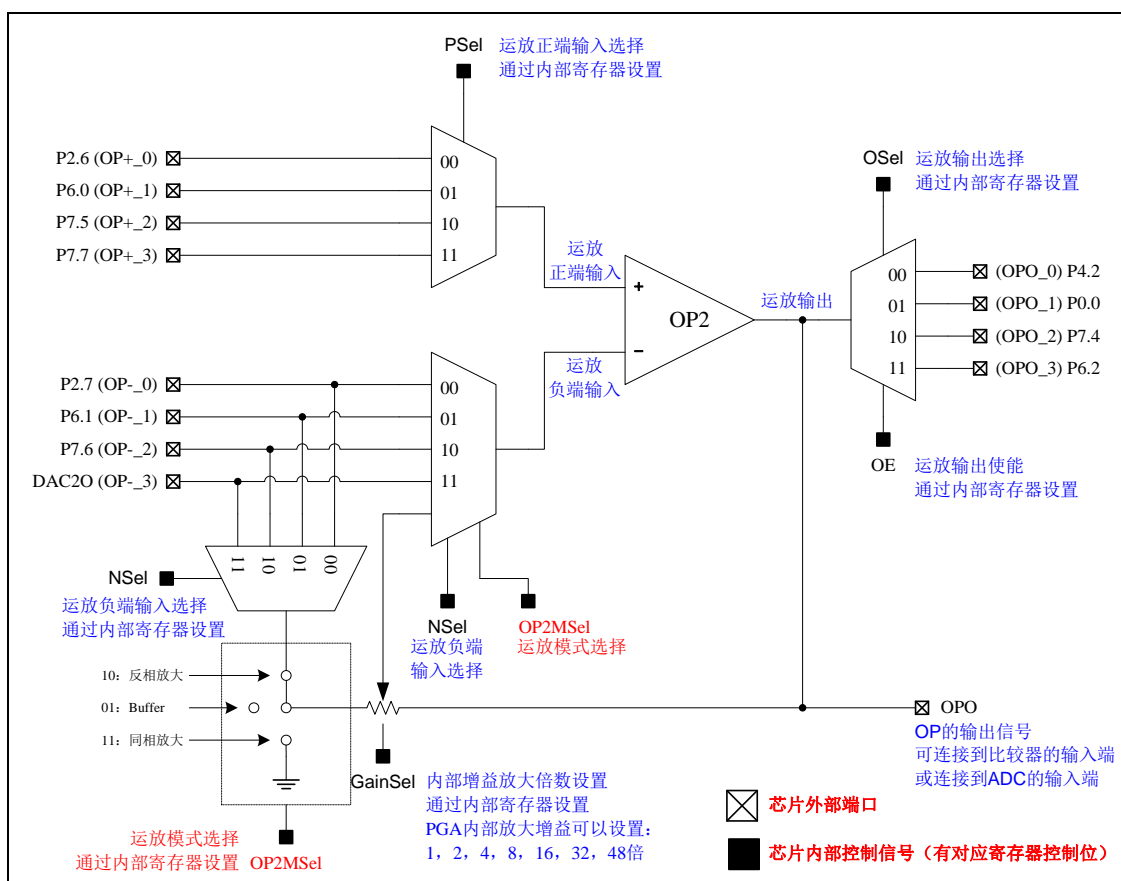 PSel 运放正端输入选择
通过内部寄存器设置
P2.6 (OP+_0)
P6.0 (OP+_1)
P7.5 (OP+_2)
P7.7 (OP+_3)
00
01
10
11
OSel 运放输出选择
通过内部寄存器设置
运放
正端输入
+
OP2
−
运放输出
00
01
10
11
(OPO_0) P4.2
(OPO_1) P0.0
(OPO_2) P7.4
(OPO_3) P6.2
运放
负端输入
P2.7 (OP-_0)
P6.1 (OP-_1)
P7.6 (OP-_2)
DAC2O (OP-_3)
00
01
10
11
OE 运放输出使能
通过内部寄存器设置
11
10
01
00
NSel
运放负端输入选择
通过内部寄存器设置
NSel
运放负端
输入选择
OP2MSel
运放模式选择
10：反相放大
01：Buffer
11：同相放大
OPO
OP的输出信号
可连接到比较器的输入端
或连接到ADC的输入端
GainSel 内部增益放大倍数设置
通过内部寄存器设置
PGA内部放大增益可以设置：
1，2，4，8，16，32，48倍
运放模式选择
通过内部寄存器设置 OP2MSel
芯片外部端口
芯片内部控制信号（有对应寄存器控制位）